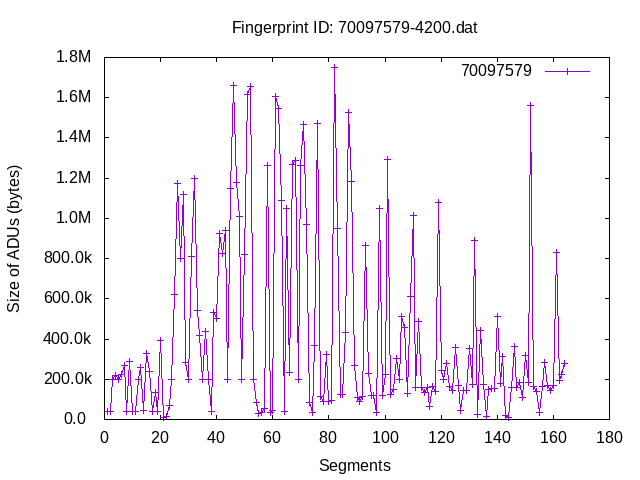 Fingerprint ID: 70097579-4200.dat
1.8M
70097579
1.6M
1.4M
1.2M
1.0M
800.0k
600.0k
400.0k
200.0k
0.0
Size of ADUs (bytes)
0 20 40 60 80 100 120 140 160 180
Segments